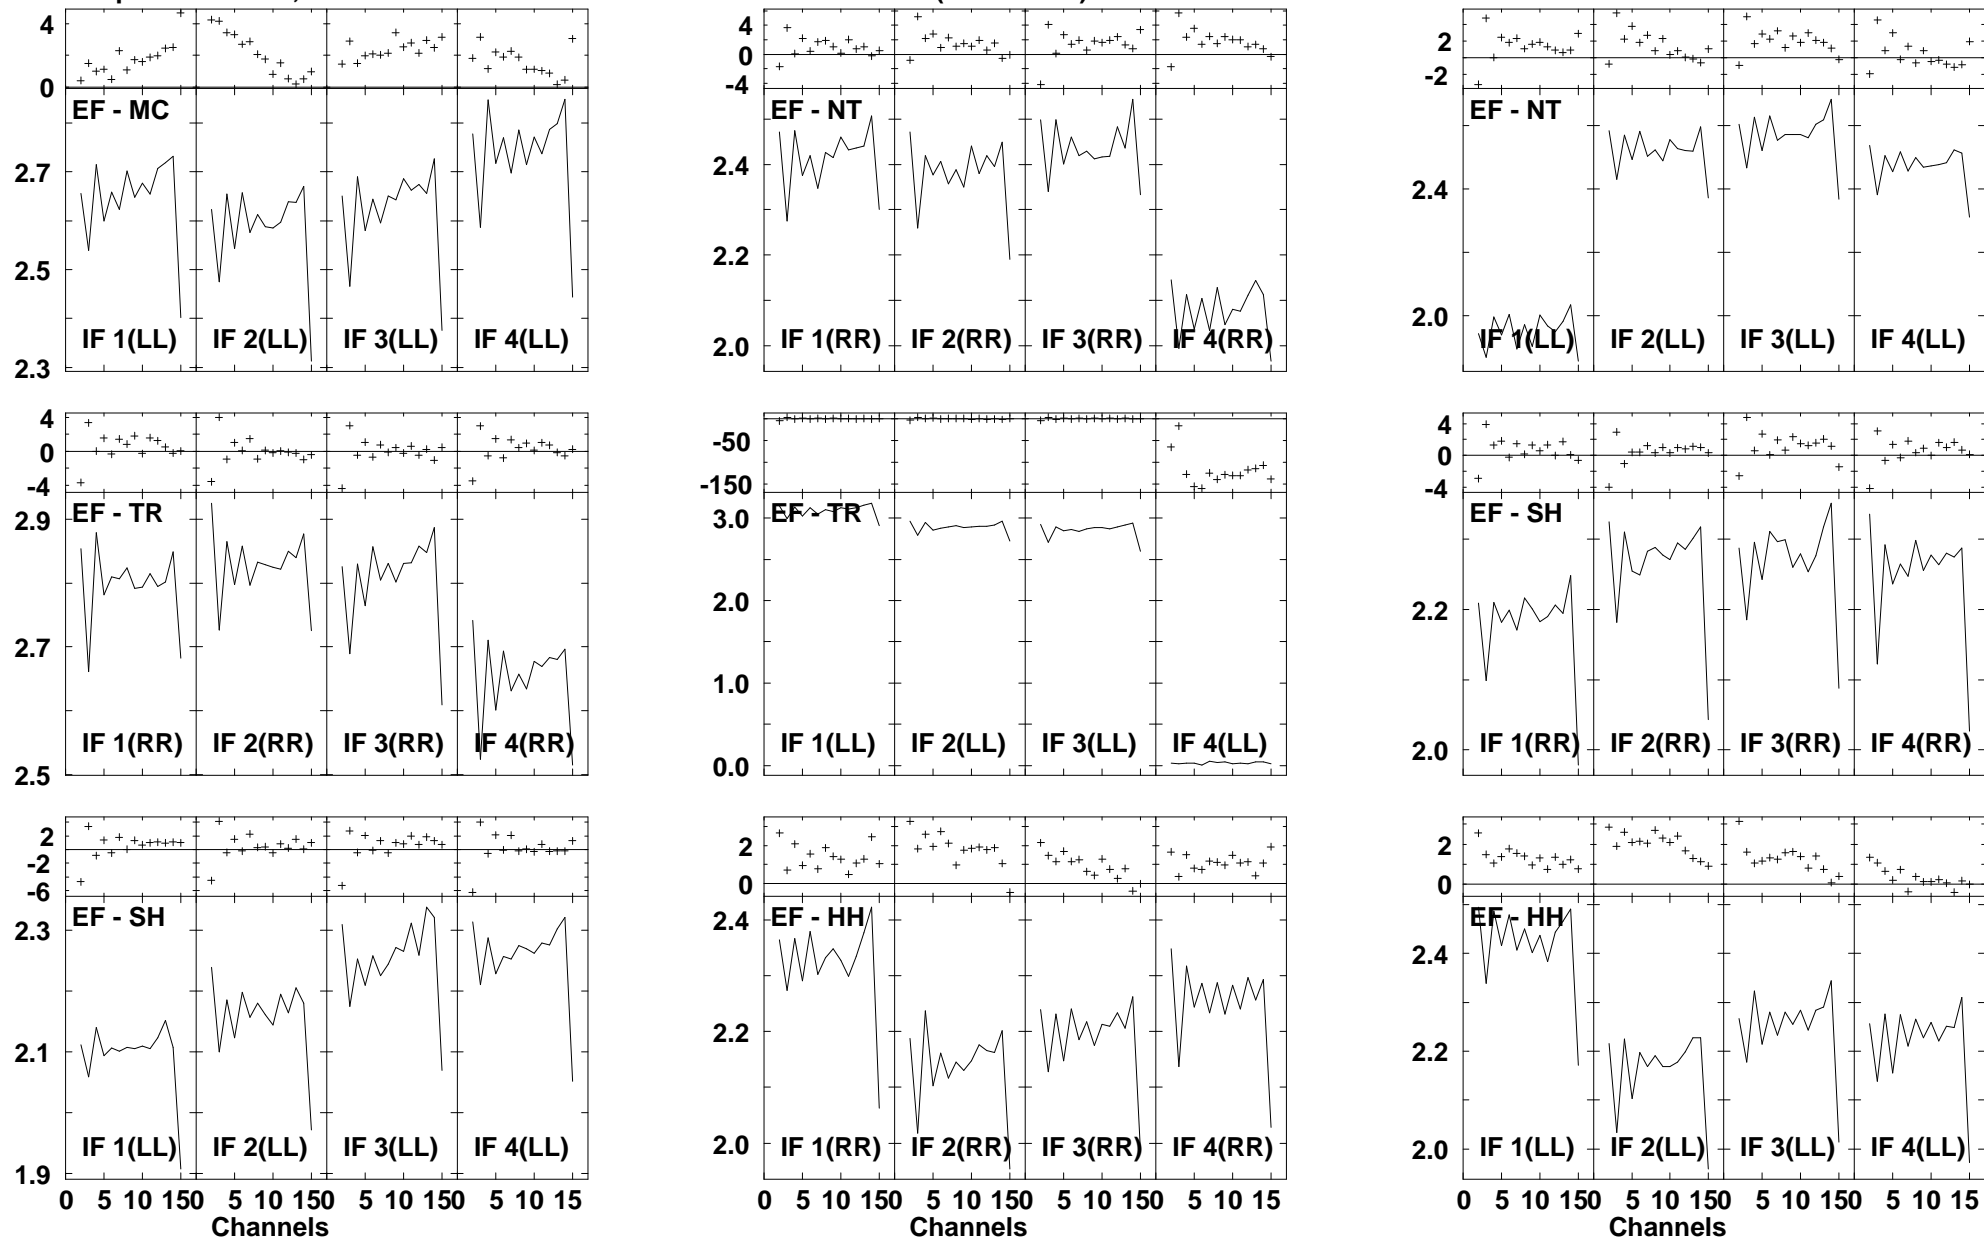 4 4 2
2 0
0 -4 -2
EF - MC EF - NT EF - NT
2.7 2.4 2.4
2.5 2.2
2.3 2.0 2.0
IF 1(LL) IF 2(LL) IF 3(LL) IF 4(LL) IF 1(RR) IF 2(RR) IF 3(RR) IF 4(RR) IF 1(LL) IF 2(LL) IF 3(LL) IF 4(LL)
4 -50 4
0 0
-4 -150 -4
EF - TR EF - TR EF - SH
2.9 3.0 2.2
2.7 2.0
2.5 1.0
0.0 2.0
IF 1(RR) IF 2(RR) IF 3(RR) IF 4(RR) IF 1(LL) IF 2(LL) IF 3(LL) IF 4(LL) IF 1(RR) IF 2(RR) IF 3(RR) IF 4(RR)
2 2 2
-2 0 0
-6
EF - SH EF - HH EF - HH
2.3 2.4 2.4
2.1 2.2 2.2
1.9 2.0 2.0
IF 1(LL) IF 2(LL) IF 3(LL) IF 4(LL) IF 1(RR) IF 2(RR) IF 3(RR) IF 4(RR) IF 1(LL) IF 2(LL) IF 3(LL) IF 4(LL)
0 5 10 150 5 10 150 5 10 150 5 10 15 0 5 10 150 5 10 150 5 10 150 5 10 15 0 5 10 150 5 10 150 5 10 150 5 10 15
Channels Channels Channels